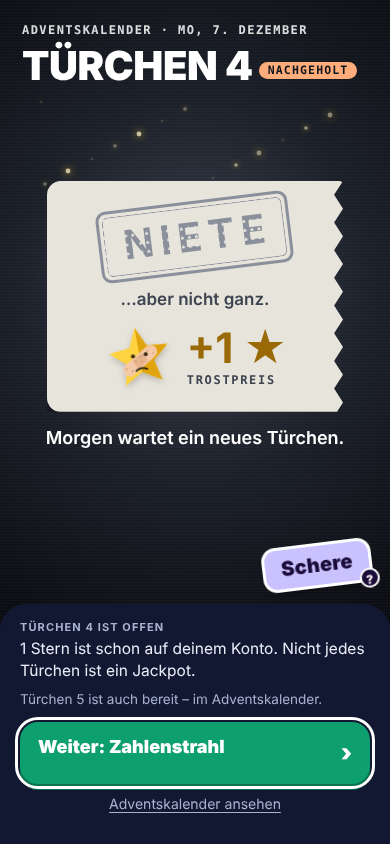 ADVENTSKALENDER · MO, 7. DEZEMBER
TÜRCHEN 4 NACHGEHOLT
NIETE
...aber nicht ganz.
+1 ★
TROSTPREIS
Morgen wartet ein neues Türchen.
Schere
?
TÜRCHEN 4 IST OFFEN
1 Stern ist schon auf deinem Konto. Nicht jedes
Türchen ist ein Jackpot.
Türchen 5 ist auch bereit – im Adventskalender.
Weiter: Zahlenstrahl ›
Adventskalender ansehen